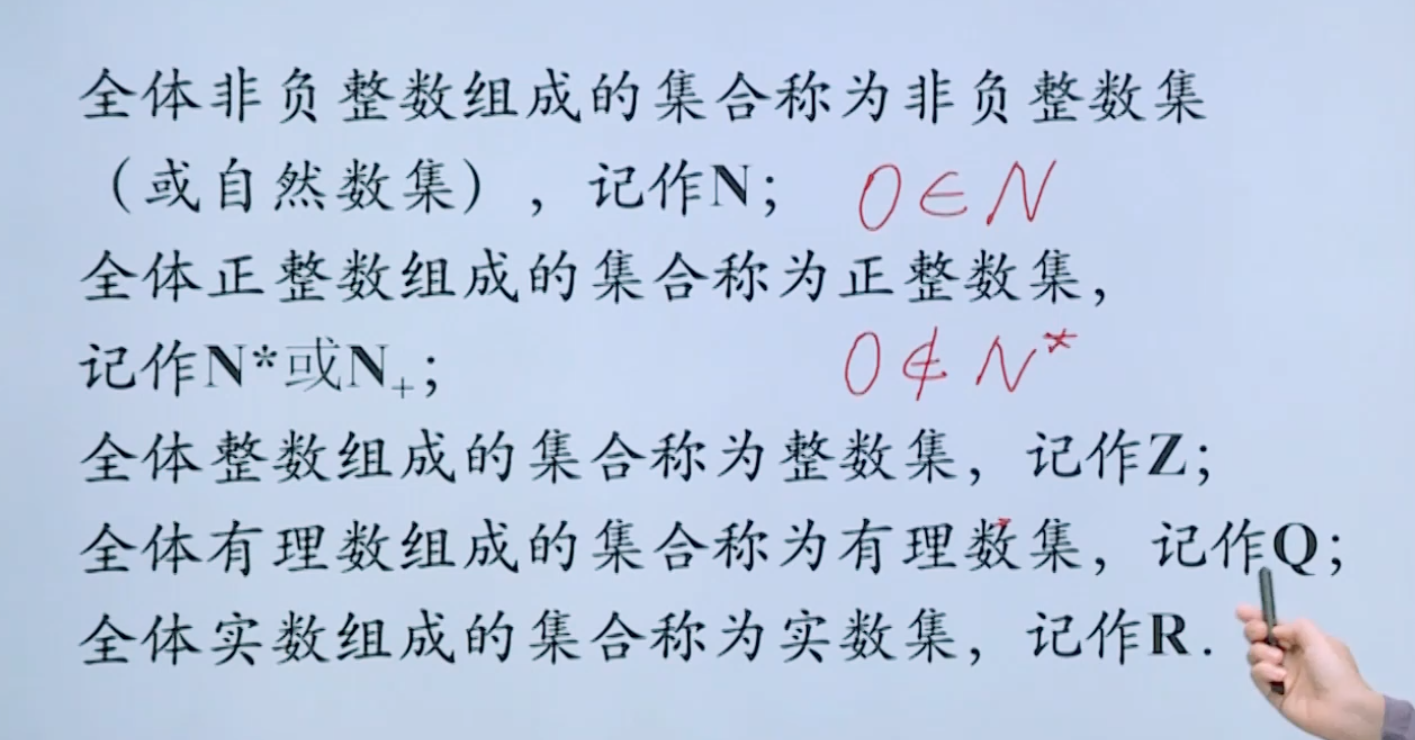 全体非负整数组成的集合称为非负整数集
（或自然数集），记作N； 0∈N
全体正整数组成的集合称为正整数集，
记作N*或N₊； 0∉N*
全体整数组成的集合称为整数集，记作Z；
全体有理数组成的集合称为有理数集，记作Q；
全体实数组成的集合称为实数集，记作R．